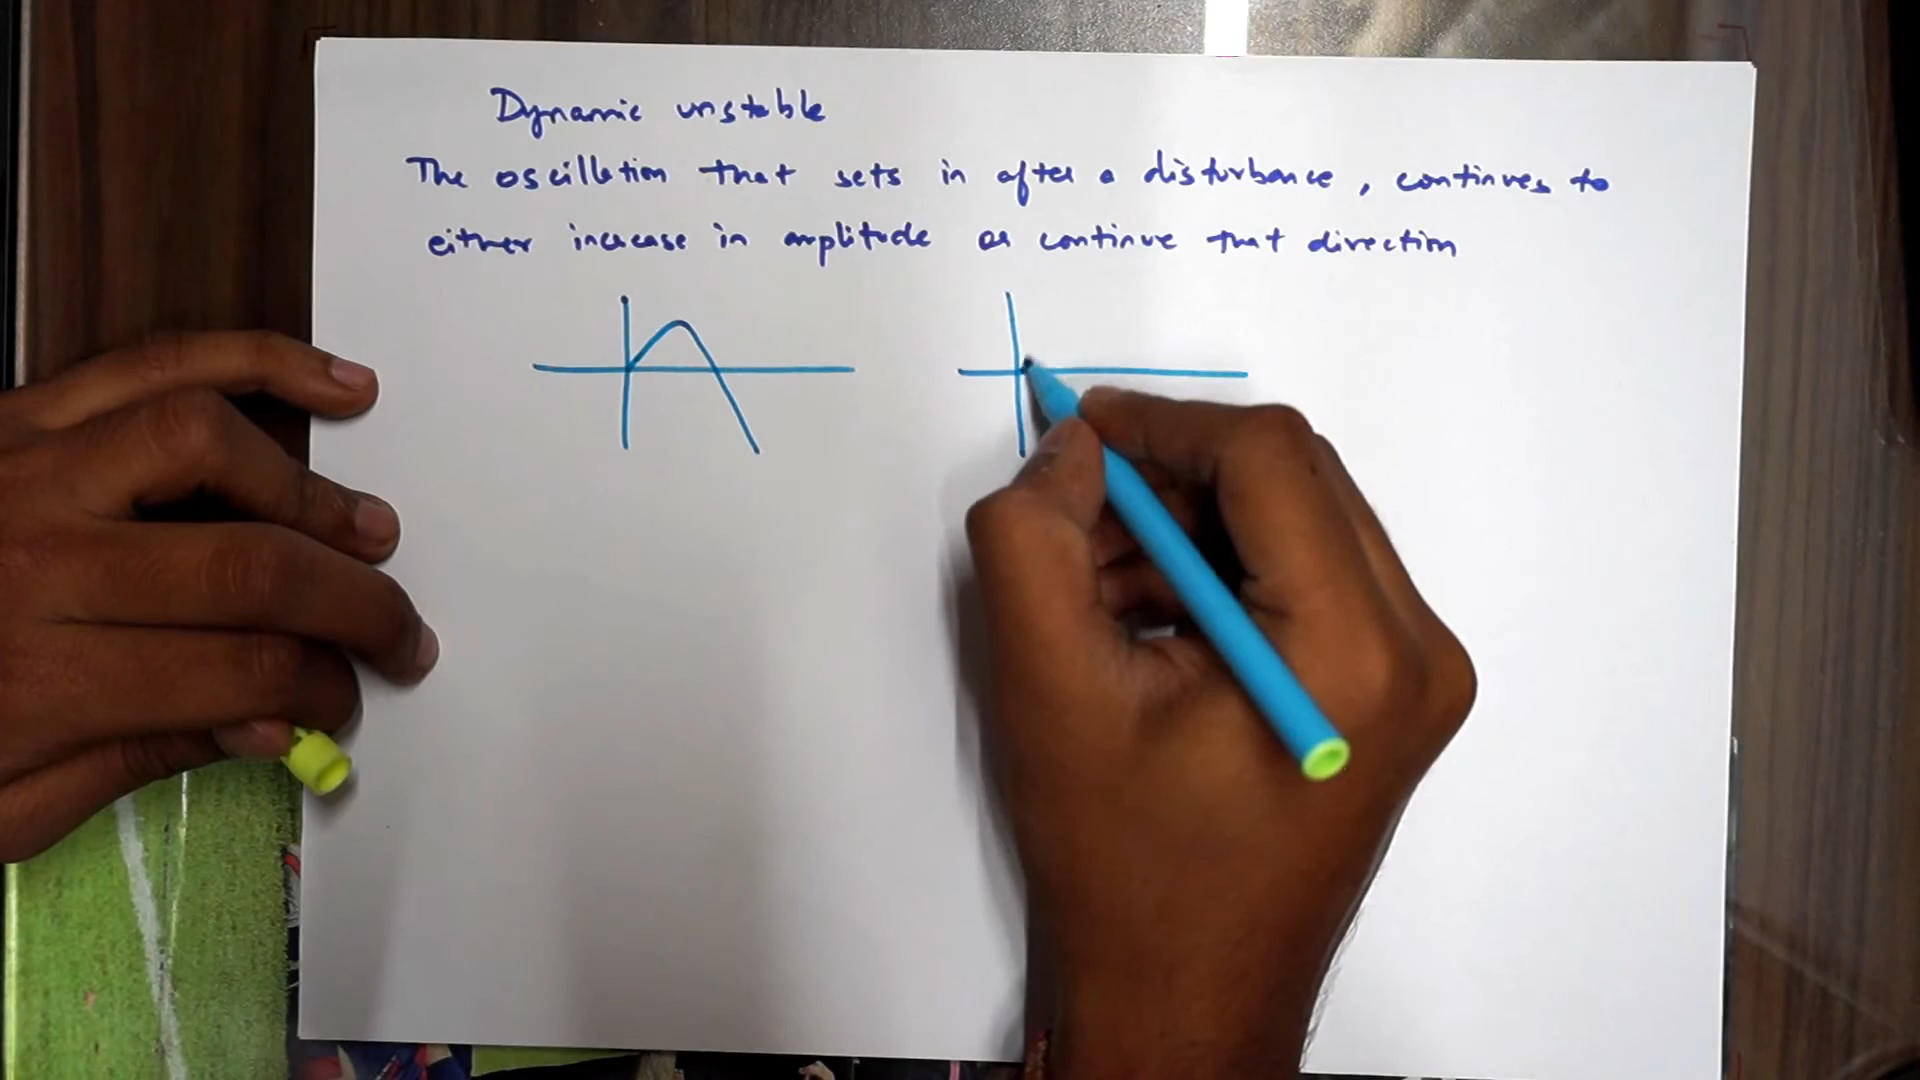 Dynamic unstable
The oscillation that sets in after a disturbance, continues to
either increase in amplitude or continue that direction